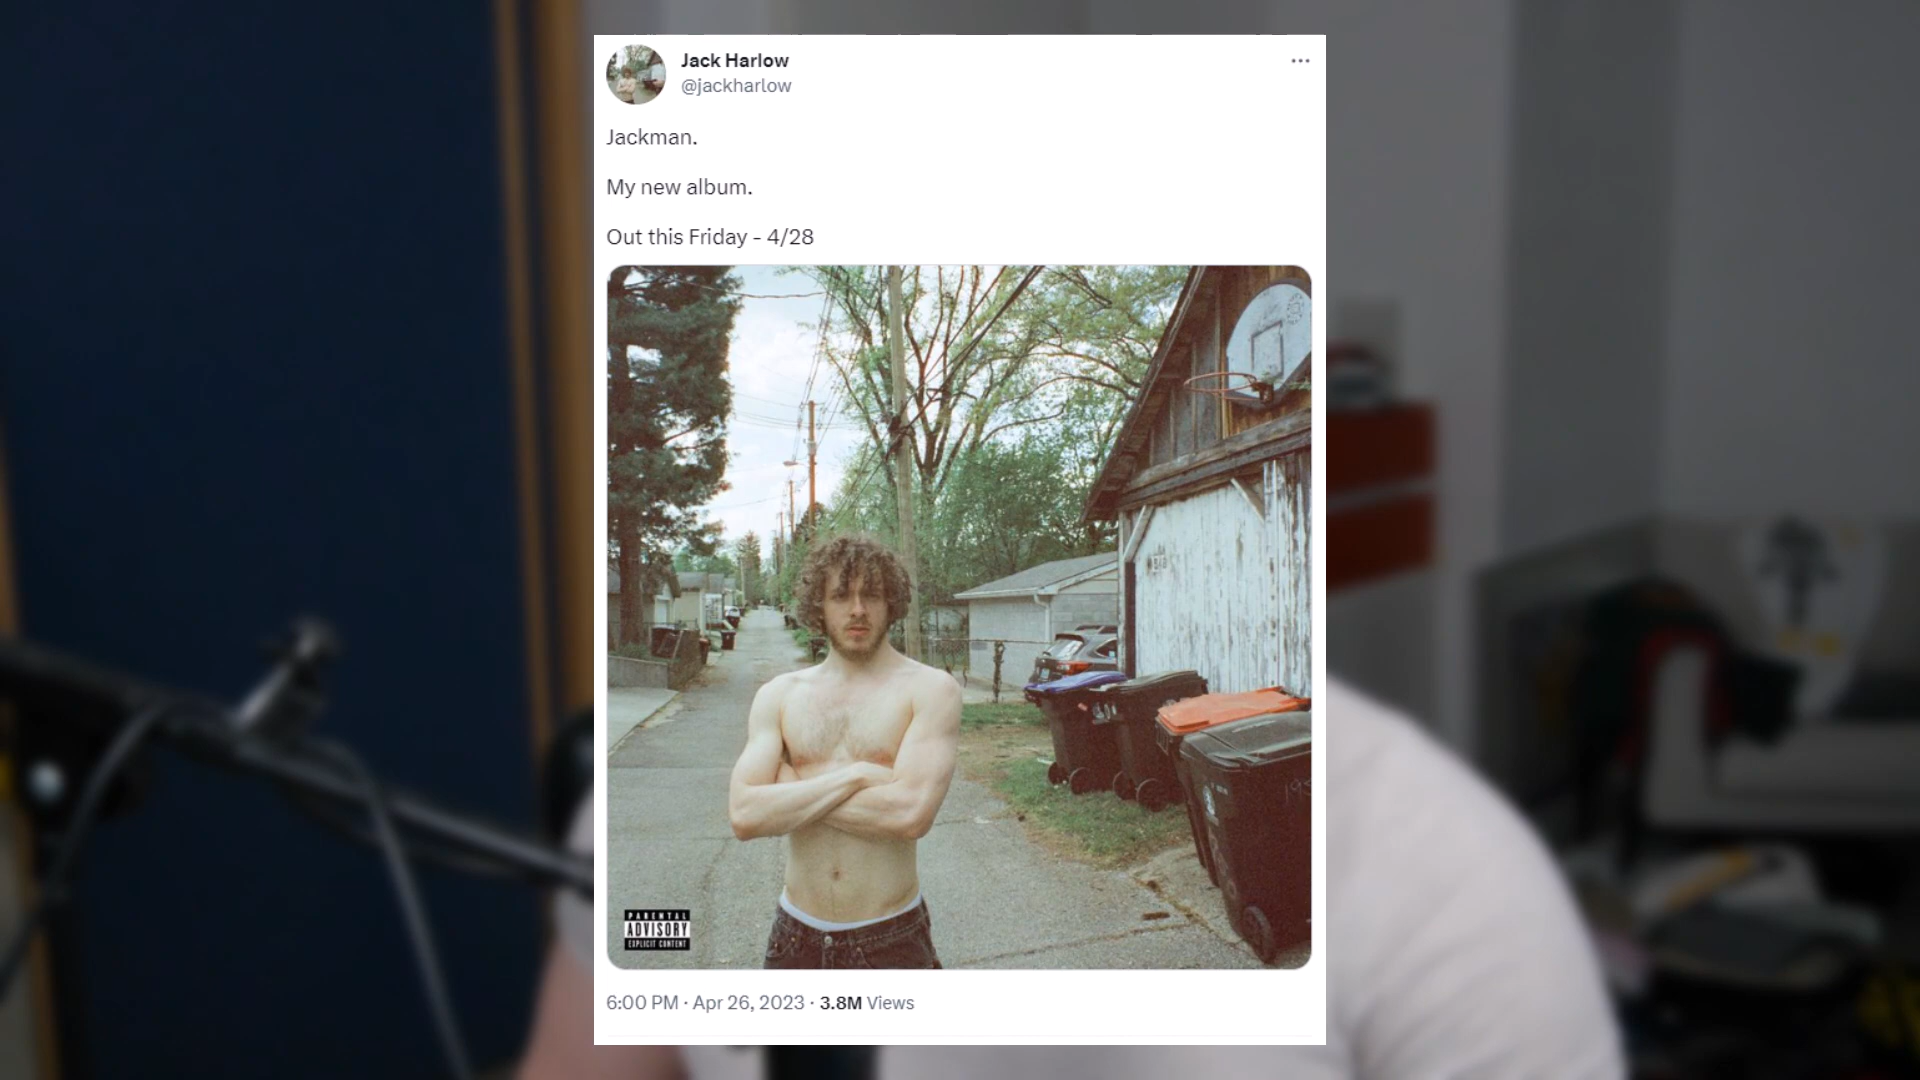 Jack Harlow
@jackharlow
Jackman.
My new album.
Out this Friday - 4/28
PARENTAL
ADVISORY
EXPLICIT CONTENT
6:00 PM · Apr 26, 2023 · 3.8M Views